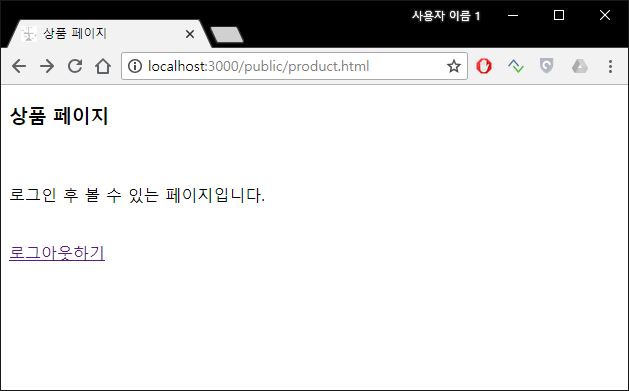 사용자 이름 1
상품 페이지
localhost:3000/public/product.html
상품 페이지
로그인 후 볼 수 있는 페이지입니다.
로그아웃하기